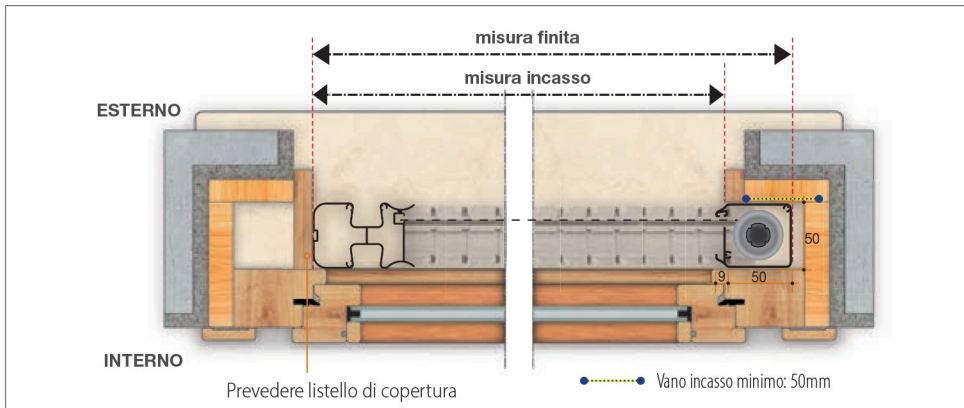 misura finita
misura incasso
ESTERNO
50
9
50
INTERNO
Prevedere listello di copertura
Vano incasso minimo: 50mm